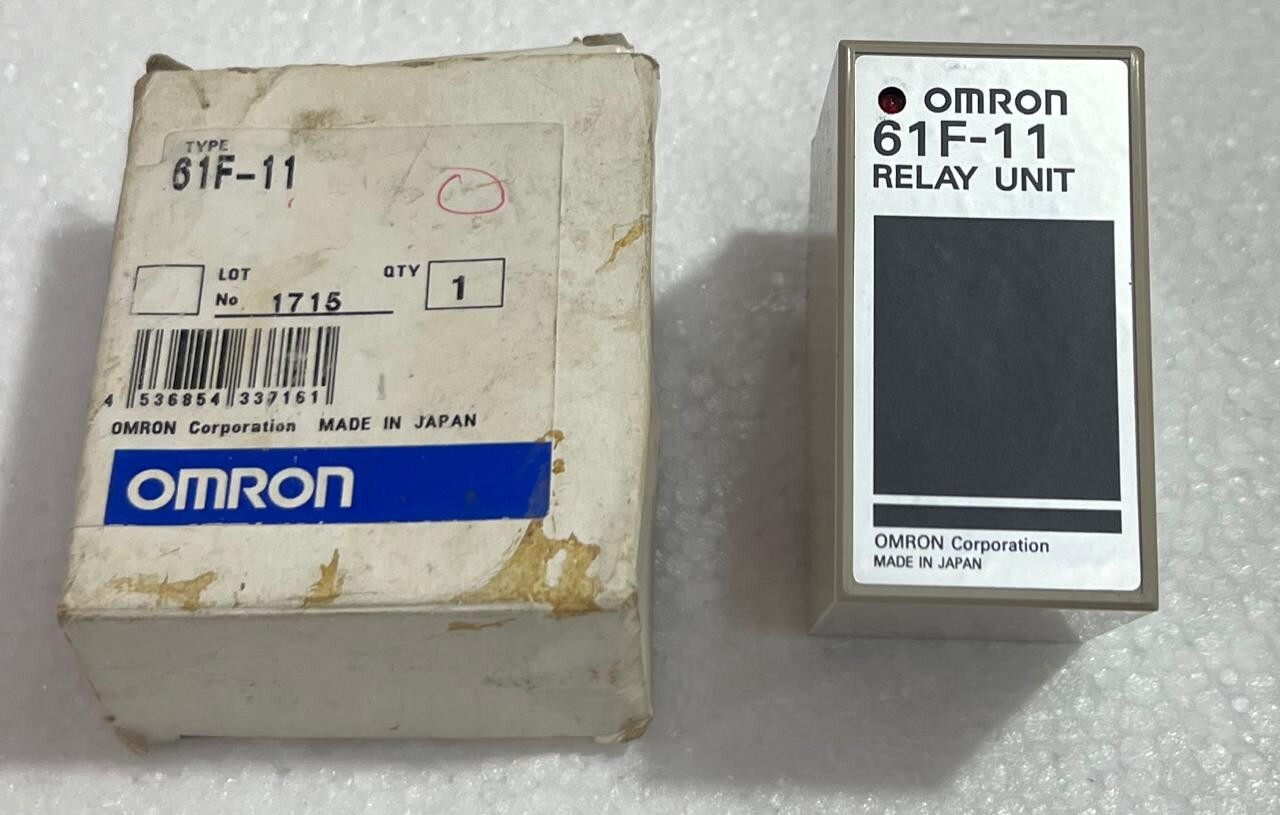 TYPE
61F-11
LOT
No. 1715
QTY
1
4 536854 337161
OMRON Corporation MADE IN JAPAN
OMRON
OMRON
61F-11
RELAY UNIT
OMRON Corporation
MADE IN JAPAN